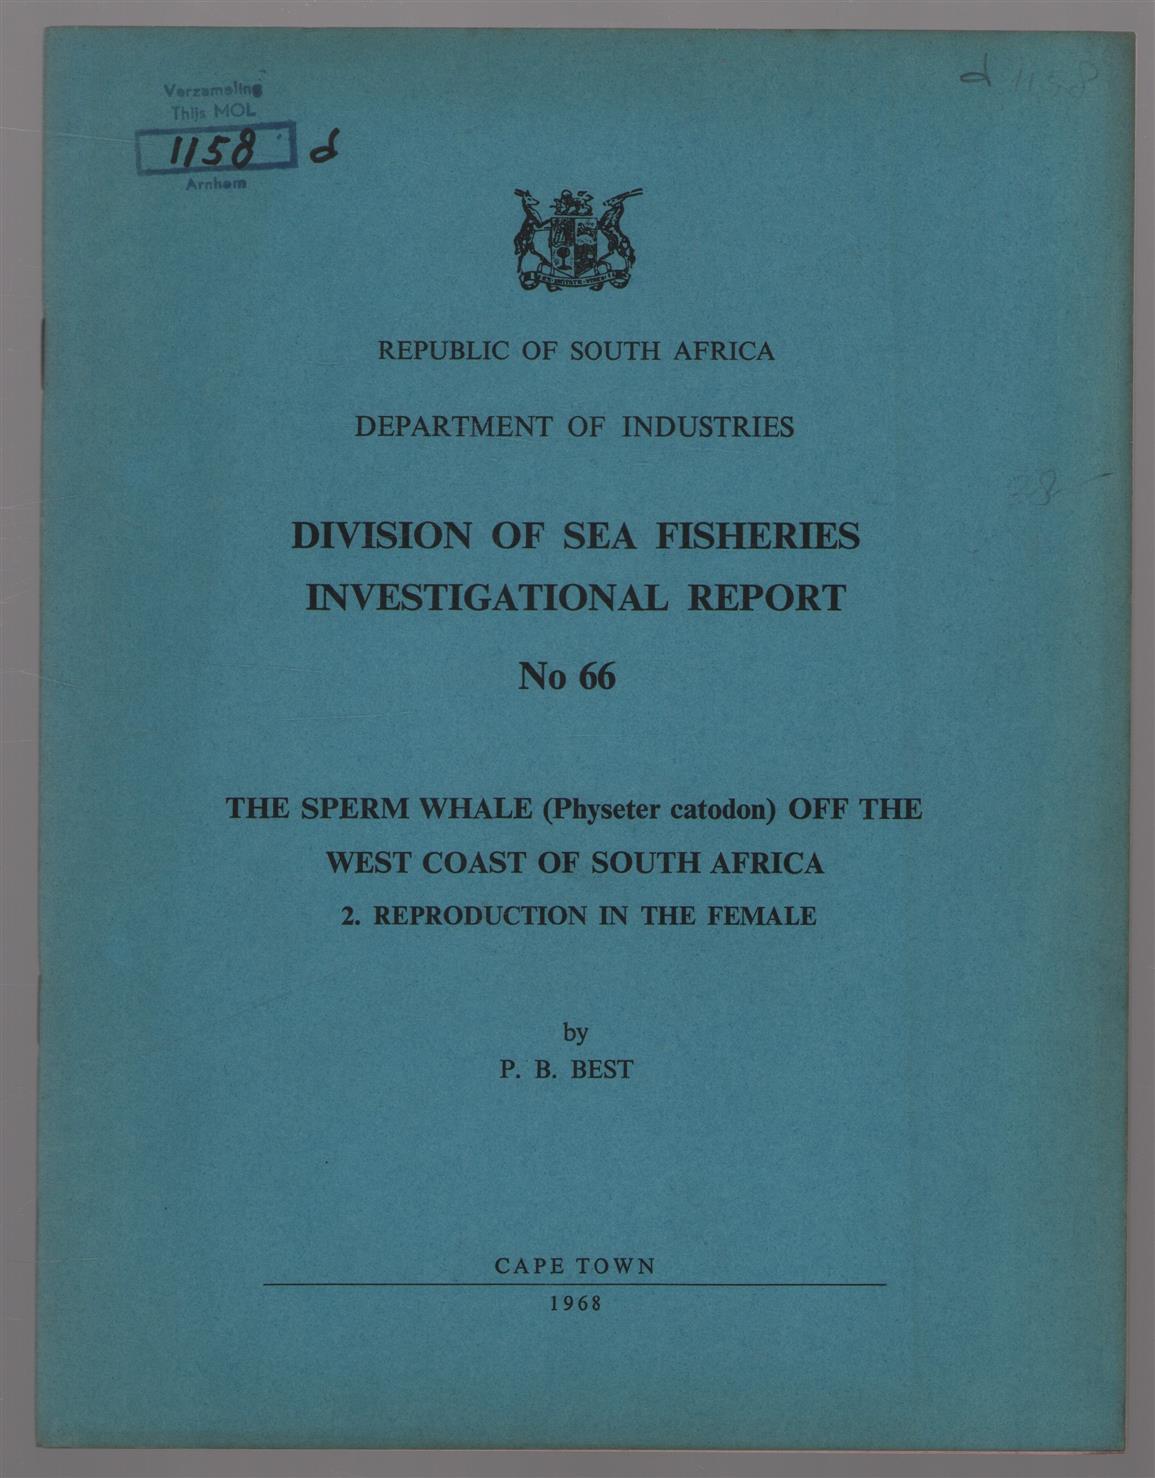 Verzameling
Thijs MOL
1158 d
Arnhem
d 1158
REPUBLIC OF SOUTH AFRICA
DEPARTMENT OF INDUSTRIES
28
DIVISION OF SEA FISHERIES
INVESTIGATIONAL REPORT
No 66
THE SPERM WHALE (Physeter catodon) OFF THE
WEST COAST OF SOUTH AFRICA
2. REPRODUCTION IN THE FEMALE
by
P. B. BEST
CAPE TOWN
1968